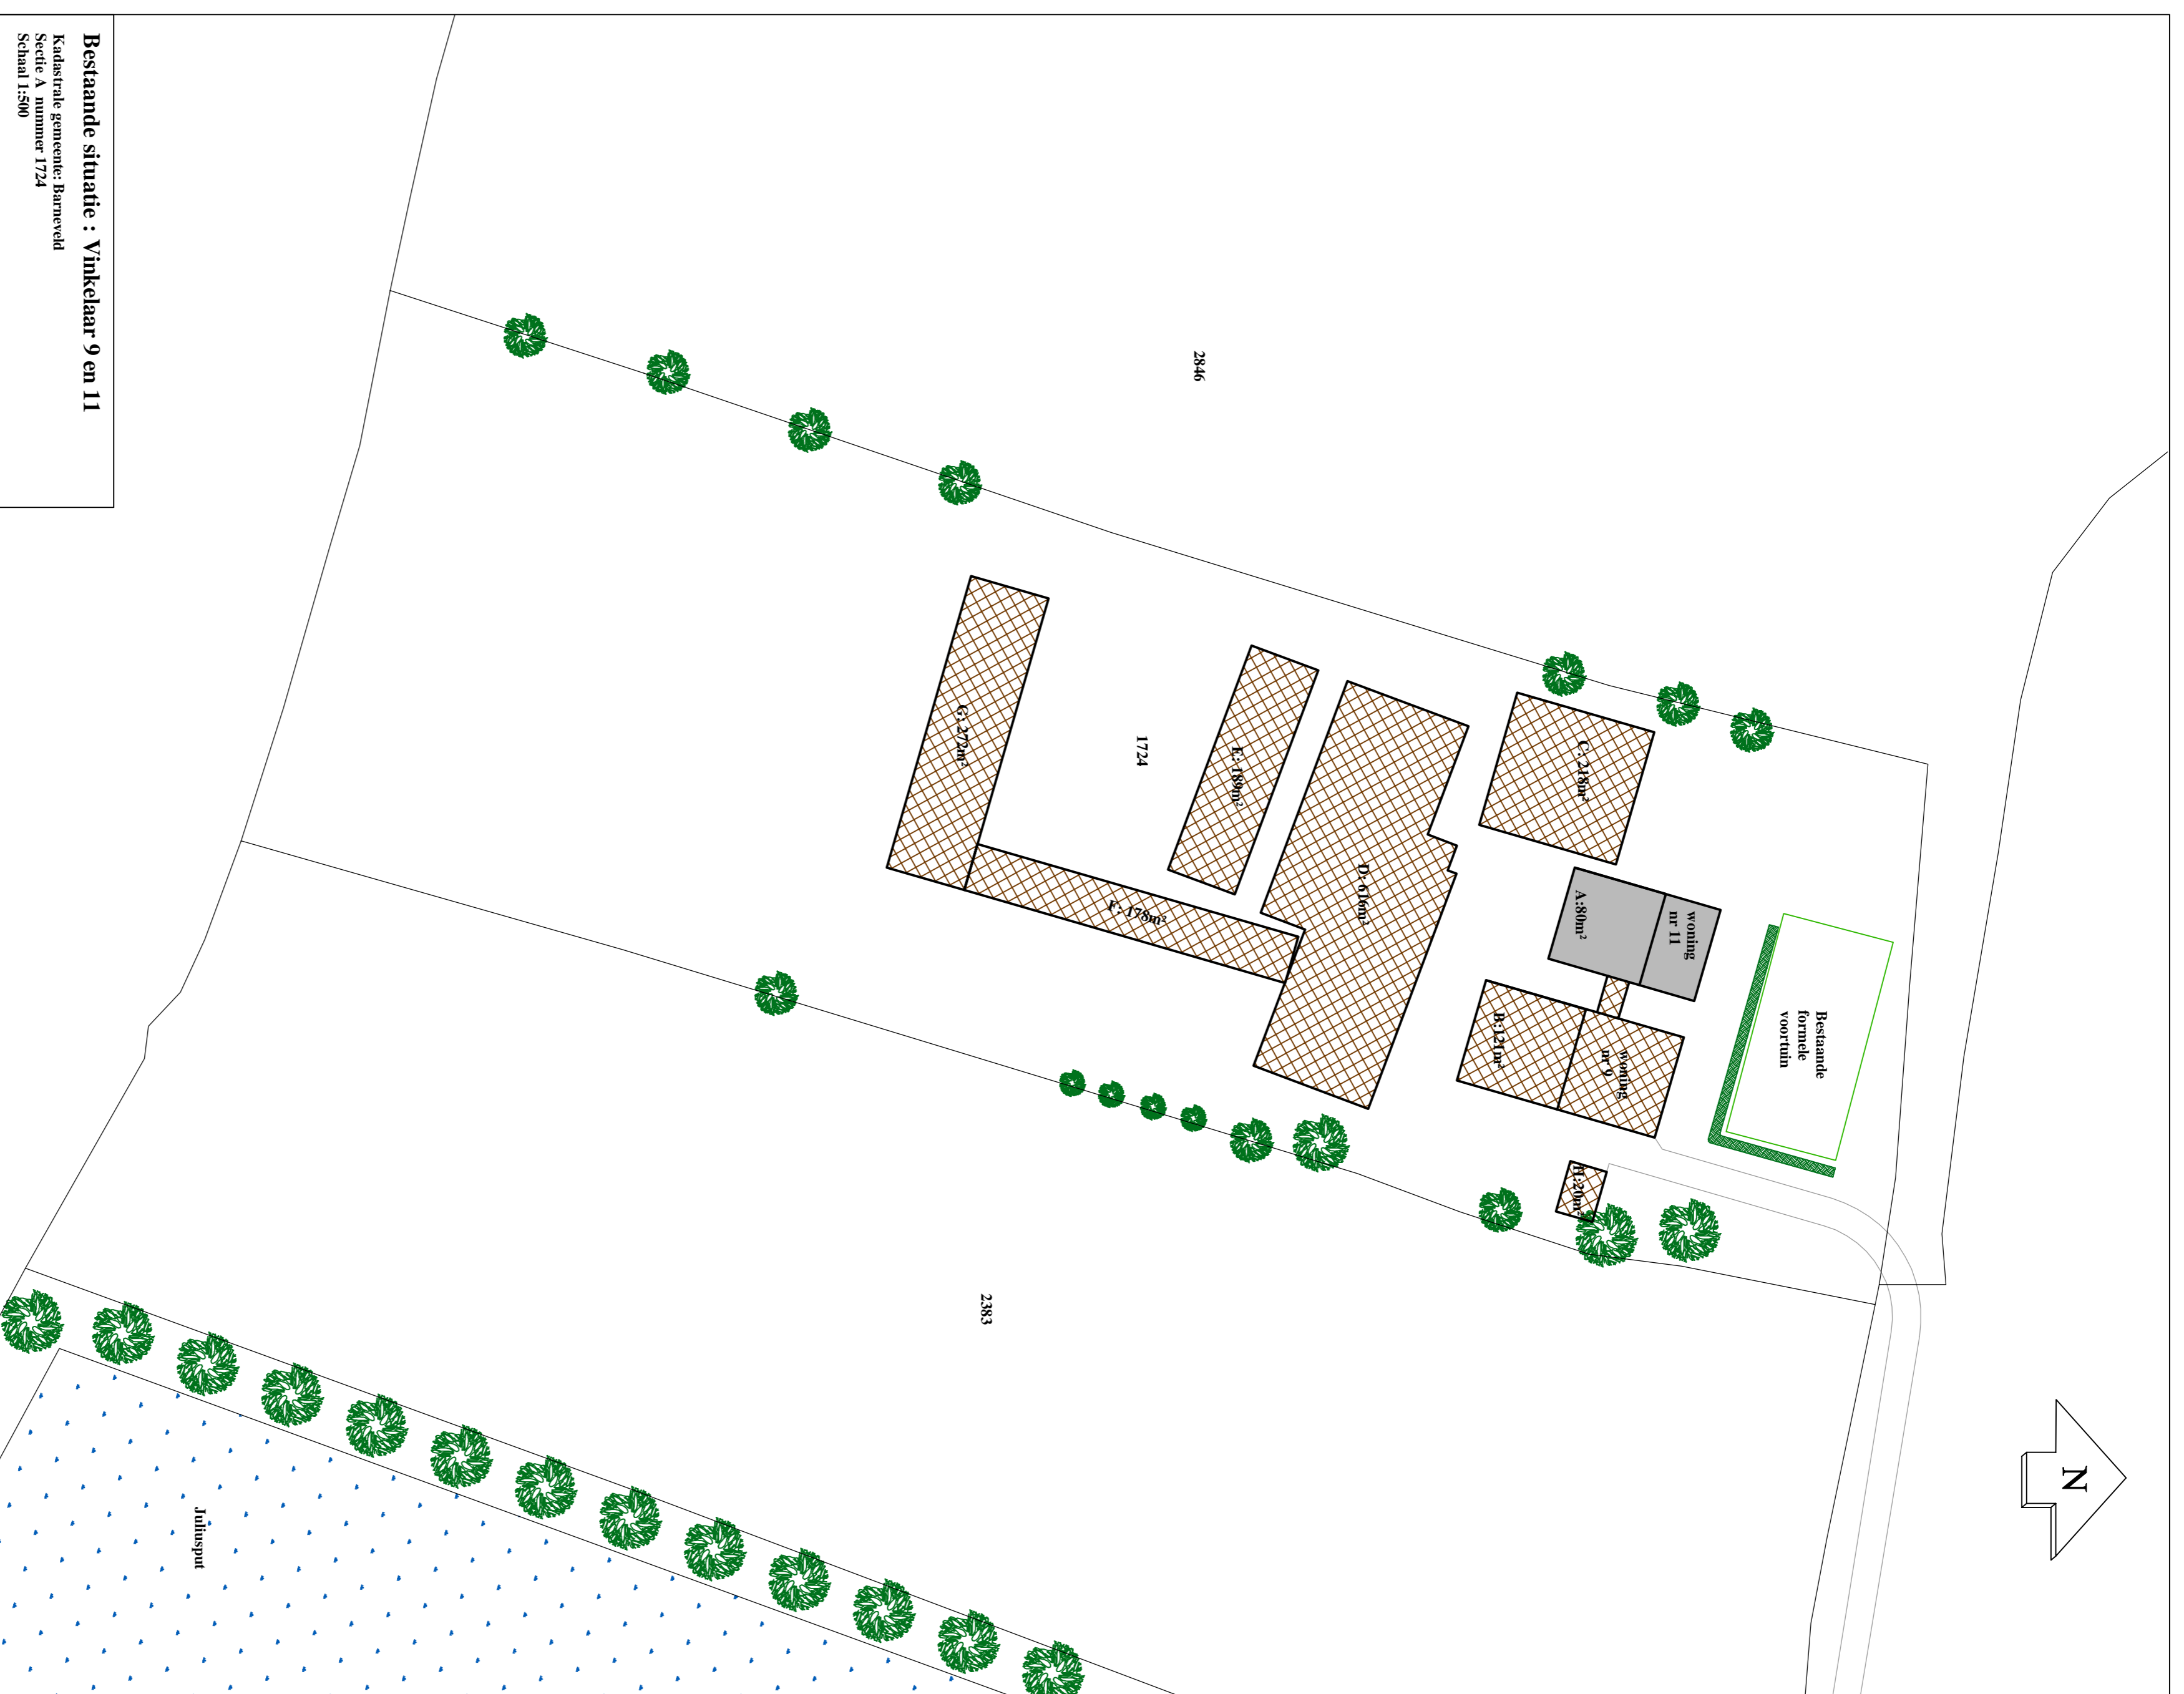 Bestaande situatie : Vinkelaar 9 en 11
Kadastrale gemeente: Barneveld
Sectie A nummer 1724
Schaal 1:500
2846
1724
2383
G: 272m²
E: 189m²
F: 178m²
D: 616m²
C: 218m²
A:80m²
woning
nr 11
B:121m²
woning
nr 9
H:20m²
Bestaande
formele
voortuin
Juliusput
N